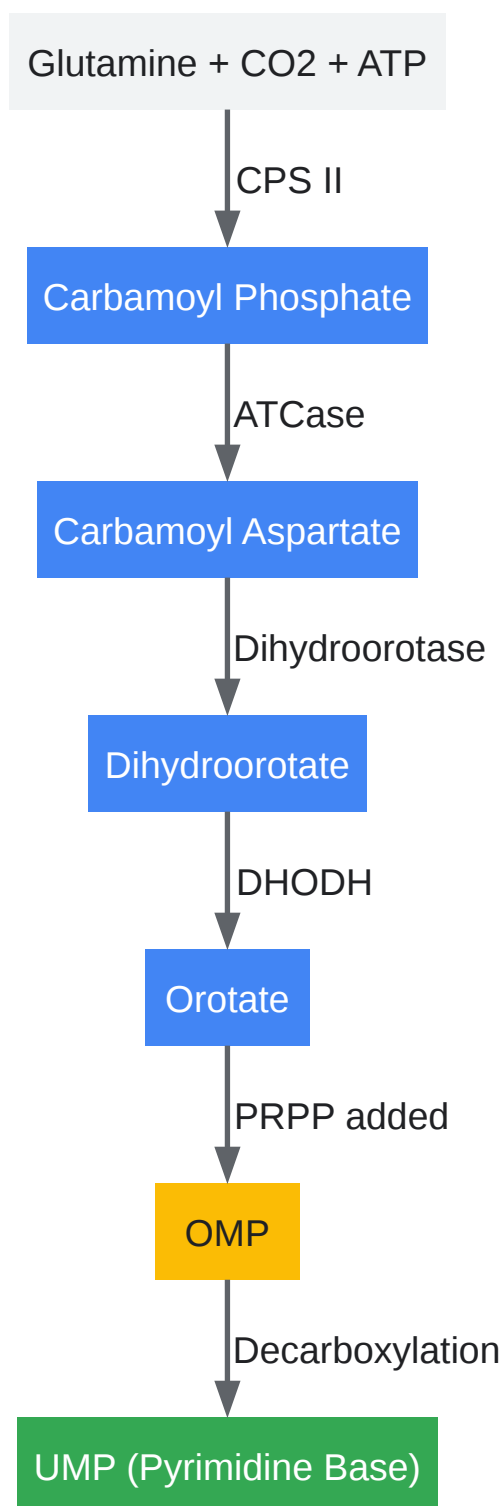 Glutamine + CO2 + ATP
CPS II
Carbamoyl Phosphate
ATCase
Carbamoyl Aspartate
Dihydroorotase
Dihydroorotate
DHODH
Orotate
PRPP added
OMP
Decarboxylation
UMP (Pyrimidine Base)